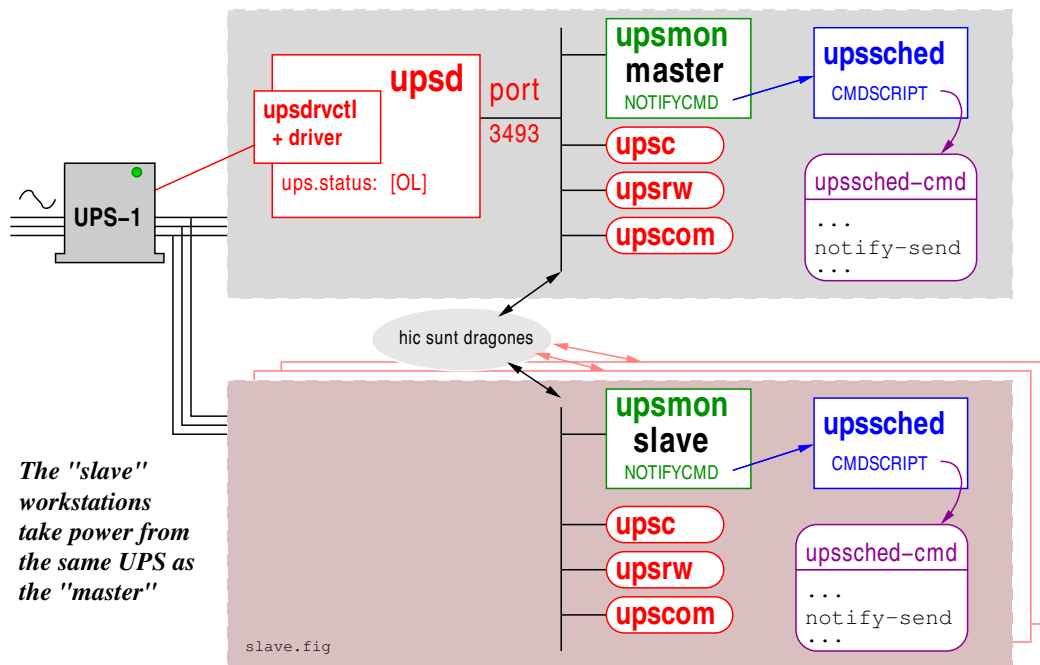 upsd
upsdrvctl
+ driver
ups.status: [OL]
port
3493
upsmon
master
NOTIFYCMD
upssched
CMDSCRIPT
upsc
upsrw
upscom
upssched-cmd
...
notify-send
...
UPS-1
hic sunt dragones
upsmon
slave
NOTIFYCMD
upssched
CMDSCRIPT
upsc
upsrw
upscom
upssched-cmd
...
notify-send
...
The "slave"
workstations
take power from
the same UPS as
the "master"
slave.fig